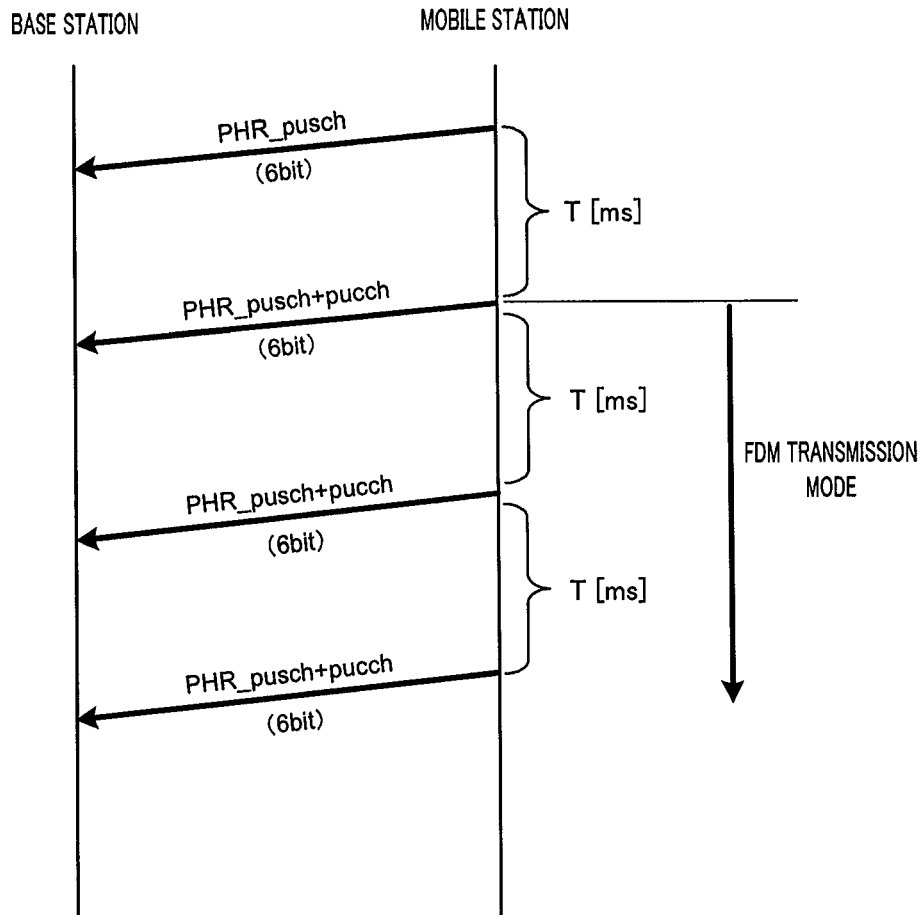 BASE STATION
MOBILE STATION
PHR_pusch
(6bit)
T [ms]
PHR_pusch+pucch
(6bit)
T [ms]
FDM TRANSMISSION
MODE
PHR_pusch+pucch
(6bit)
T [ms]
PHR_pusch+pucch
(6bit)